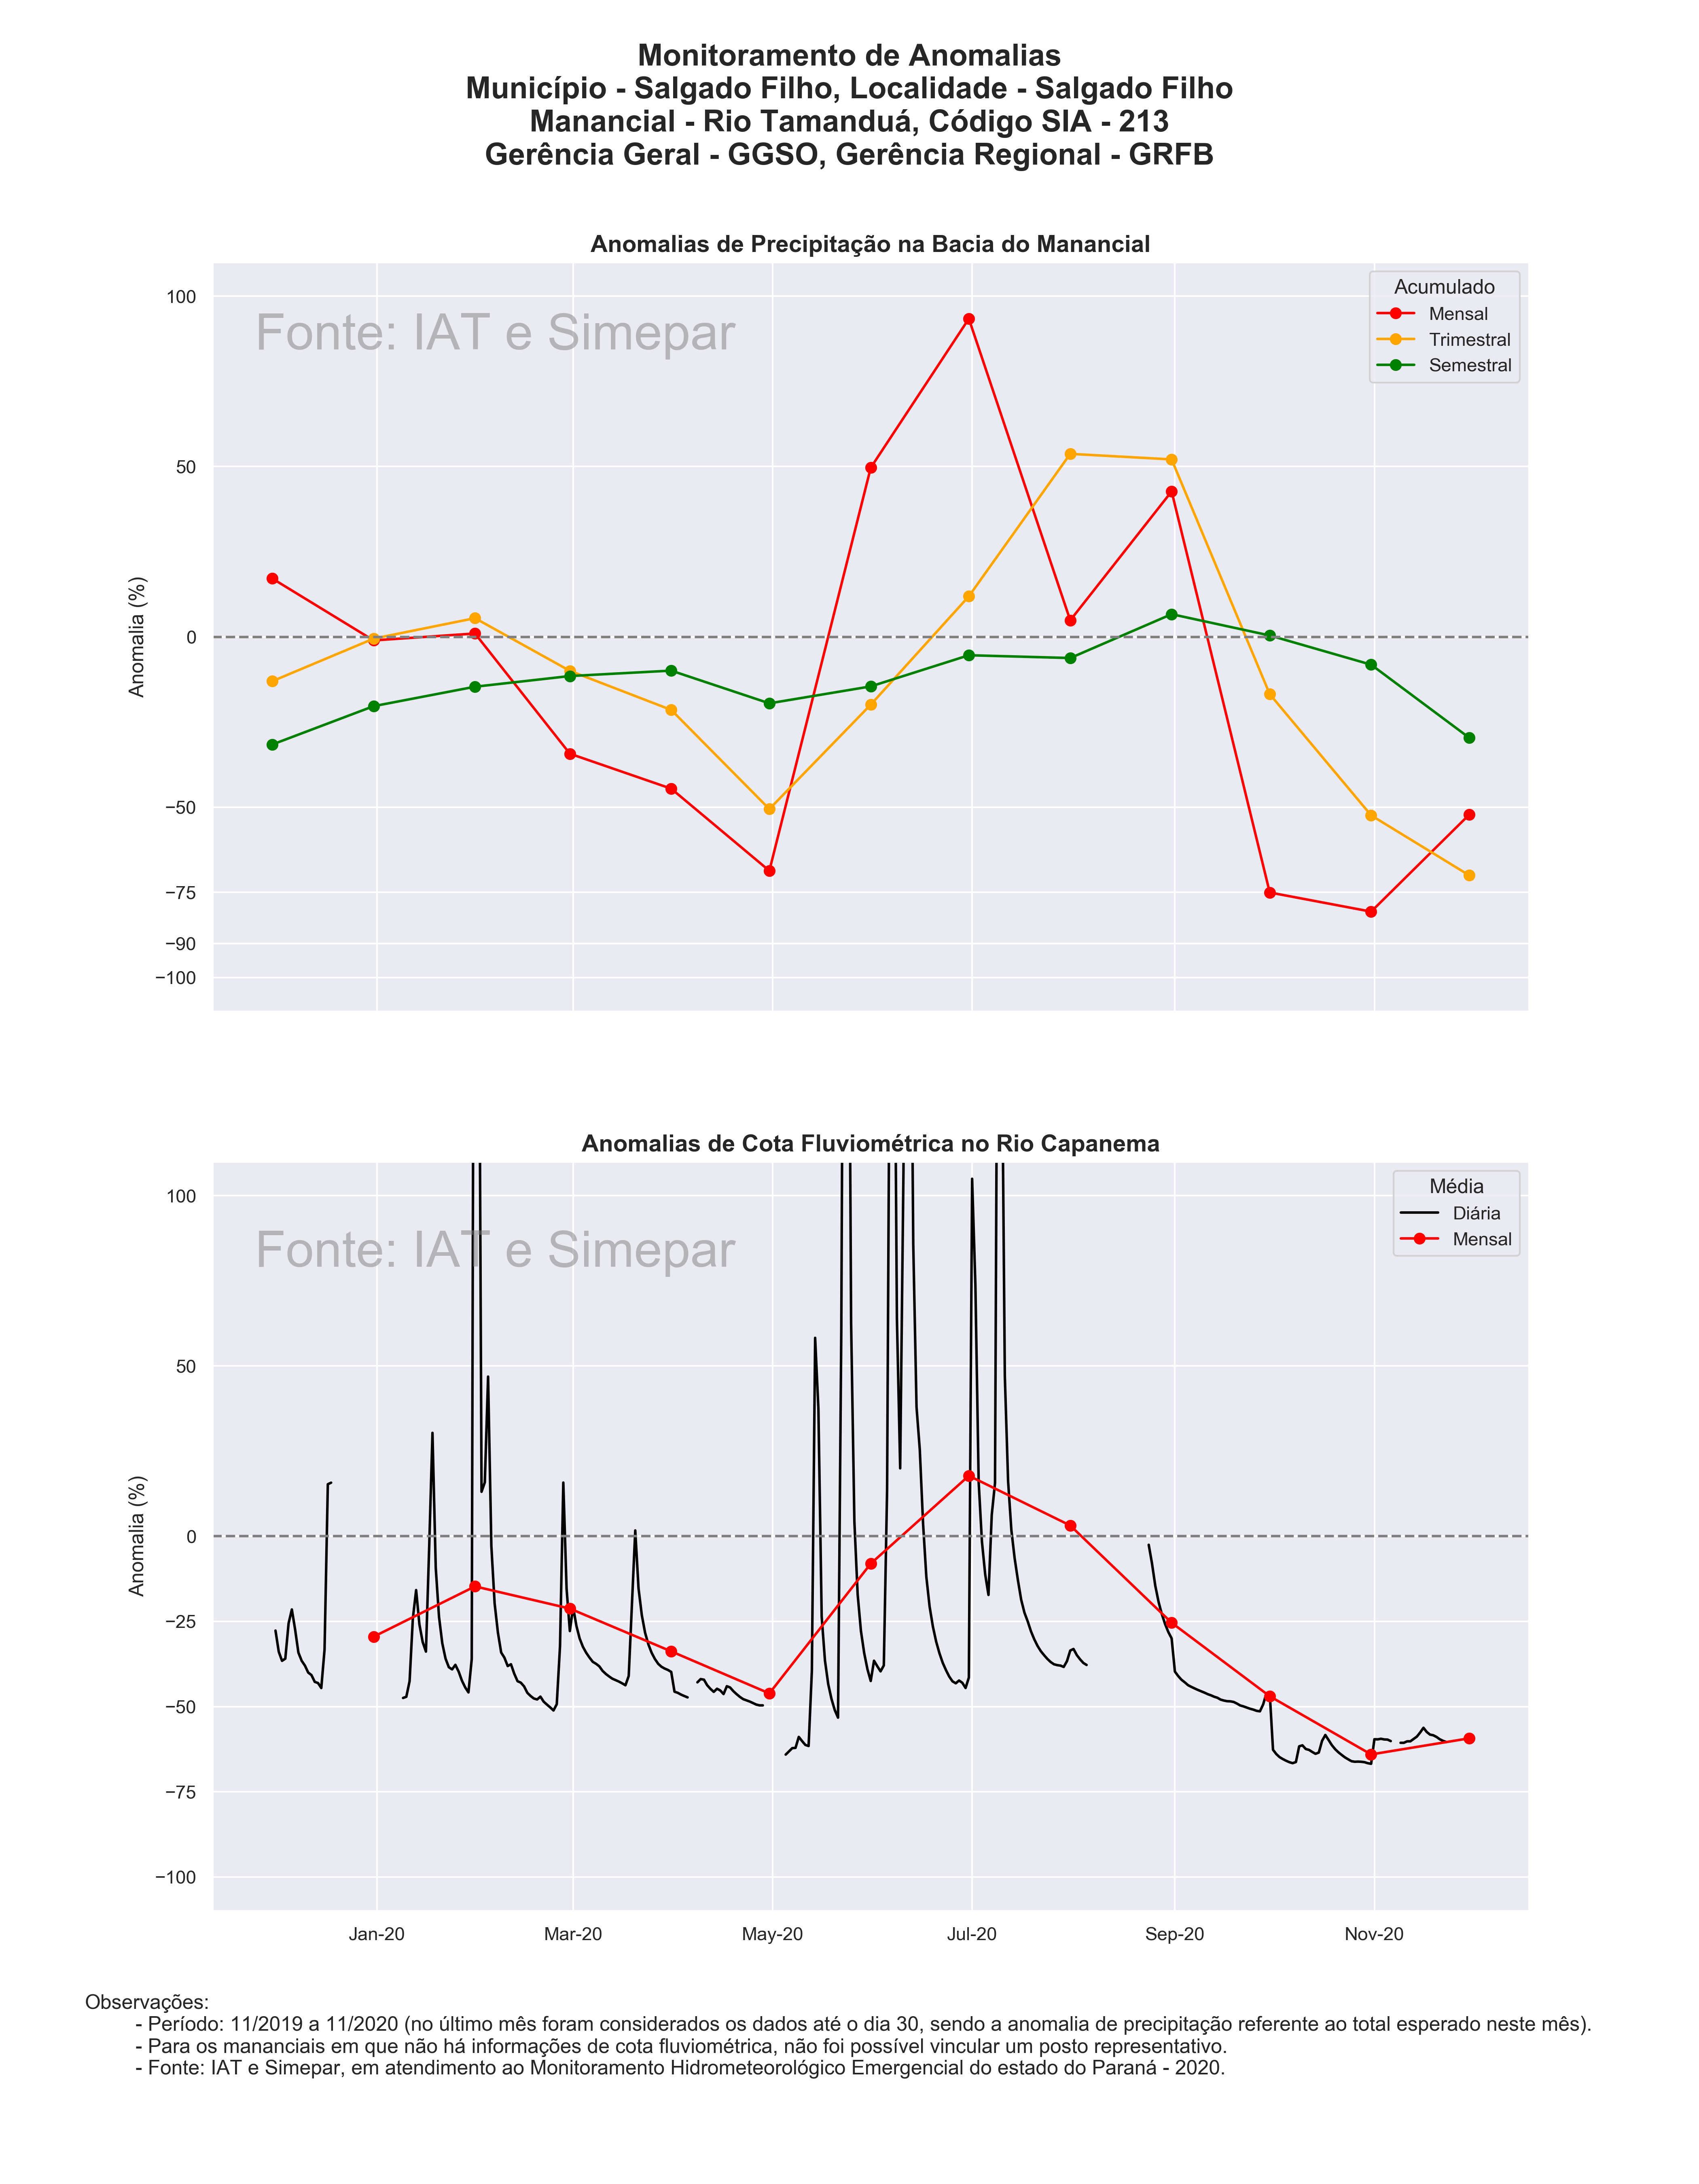 Monitoramento de Anomalias
Município - Salgado Filho, Localidade - Salgado Filho
Manancial - Rio Tamanduá, Código SIA - 213
Gerência Geral - GGSO, Gerência Regional - GRFB
Anomalias de Precipitação na Bacia do Manancial
Fonte: IAT e Simepar
Acumulado
Mensal
Trimestral
Semestral
Anomalia (%)
100
50
0
−50
−75
−90
−100
Anomalias de Cota Fluviométrica no Rio Capanema
Fonte: IAT e Simepar
Média
Diária
Mensal
Anomalia (%)
100
50
0
−25
−50
−75
−100
Jan-20 Mar-20 May-20 Jul-20 Sep-20 Nov-20
Observações:
- Período: 11/2019 a 11/2020 (no último mês foram considerados os dados até o dia 30, sendo a anomalia de precipitação referente ao total esperado neste mês).
- Para os mananciais em que não há informações de cota fluviométrica, não foi possível vincular um posto representativo.
- Fonte: IAT e Simepar, em atendimento ao Monitoramento Hidrometeorológico Emergencial do estado do Paraná - 2020.